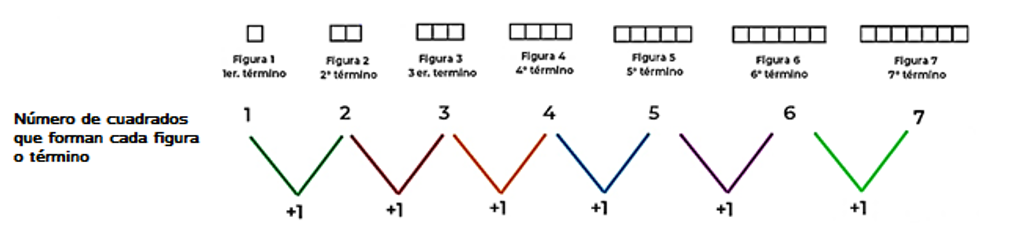 Figura 1 Figura 2 Figura 3 Figura 4 Figura 5 Figura 6 Figura 7
1er. término 2° término 3er. termino 4° término 5° término 6° término 7° término
1 2 3 4 5 6 7
Número de cuadrados
que forman cada figura
o término
+1 +1 +1 +1 +1 +1